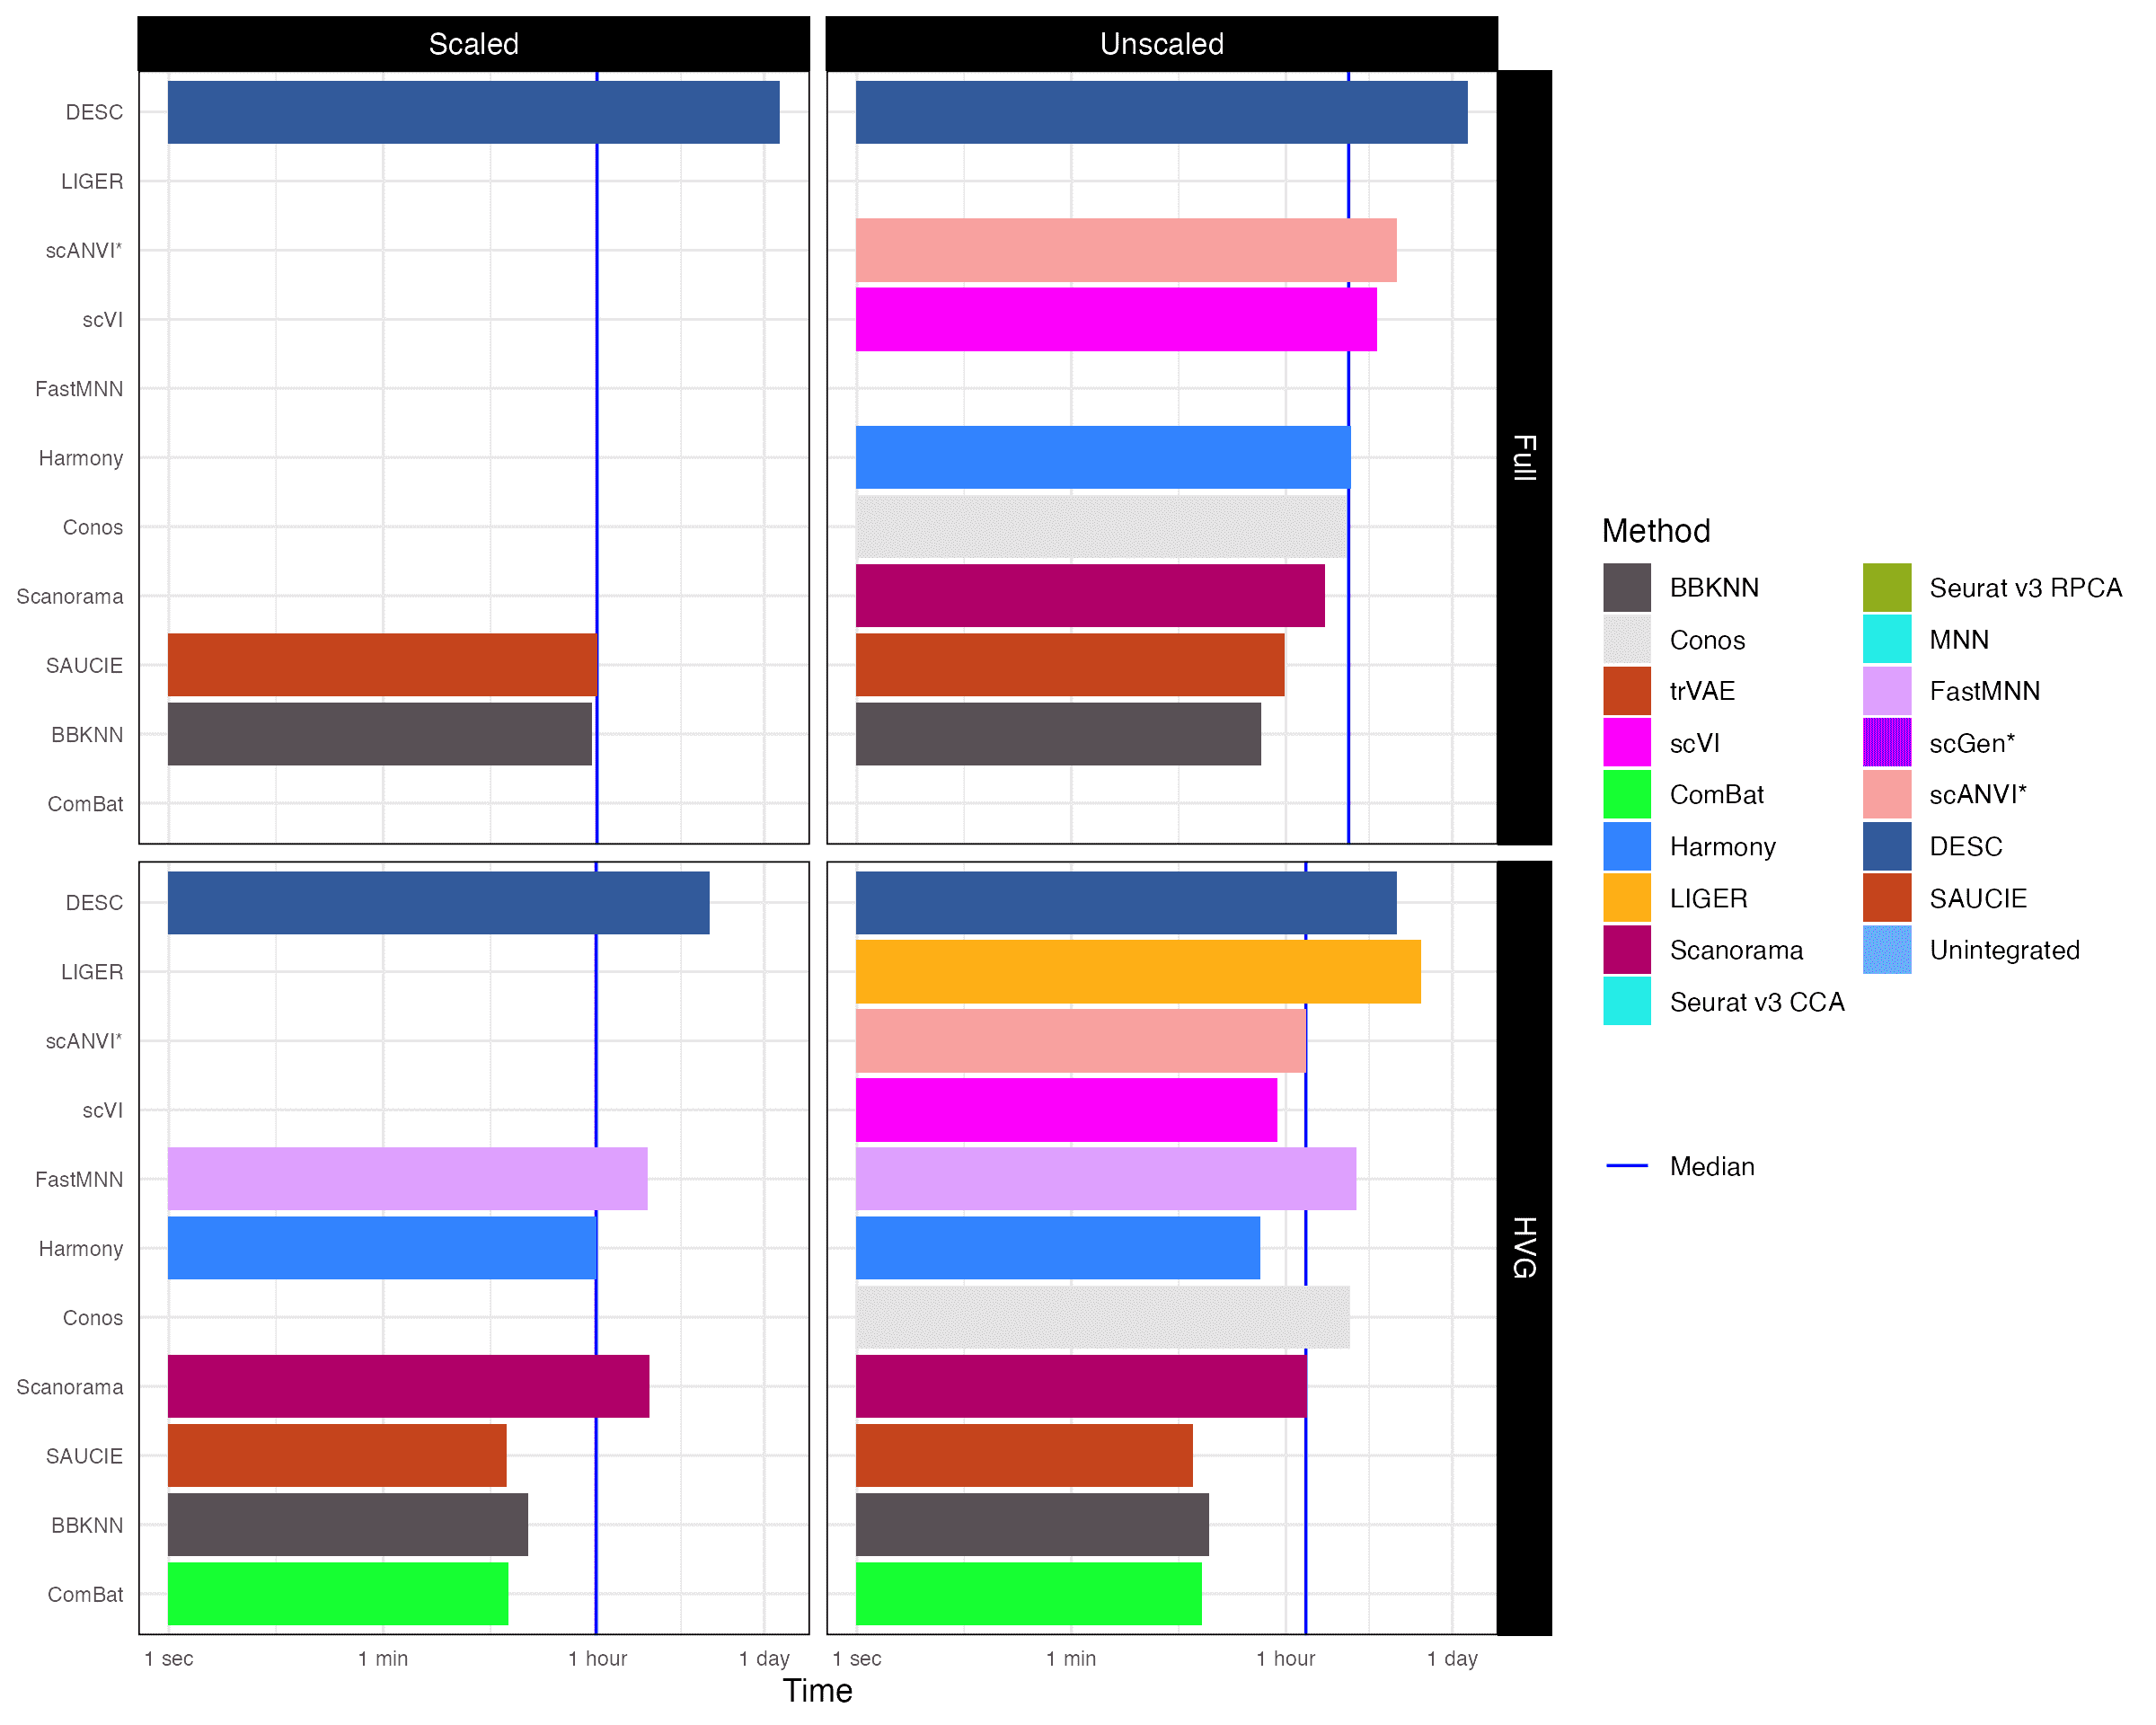 Scaled
Unscaled
DESC
LIGER
scANVI*
scVI
FastMNN
Harmony
Conos
Scanorama
SAUCIE
BBKNN
ComBat
Full
DESC
LIGER
scANVI*
scVI
FastMNN
Harmony
Conos
Scanorama
SAUCIE
BBKNN
ComBat
HVG
1 sec
1 min
1 hour
1 day
1 sec
1 min
1 hour
1 day
Time
Method
BBKNN
Conos
trVAE
scVI
ComBat
Harmony
LIGER
Scanorama
Seurat v3 CCA
Seurat v3 RPCA
MNN
FastMNN
scGen*
scANVI*
DESC
SAUCIE
Unintegrated
Median